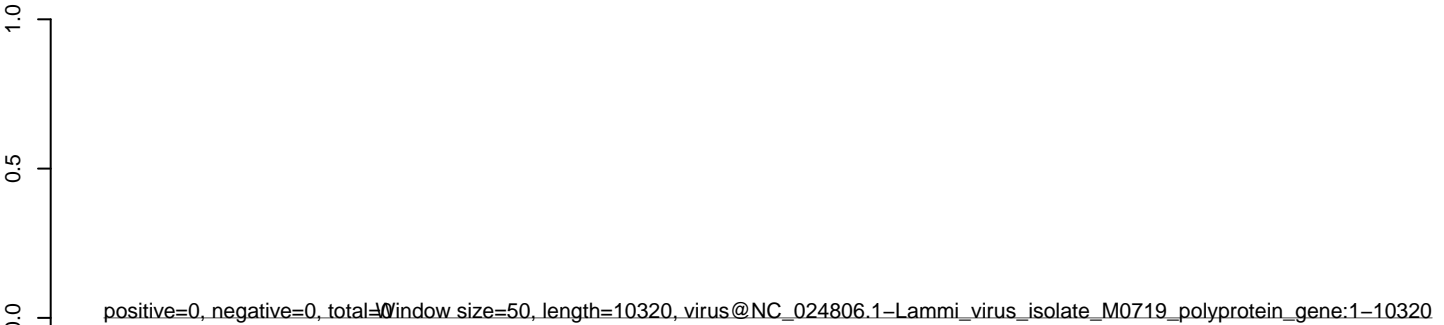 1.0
0.5
0.0
positive=0, negative=0, total=0
Window size=50, length=10320, virus@NC_024806.1−Lammi_virus_isolate_M0719_polyprotein_gene:1−10320